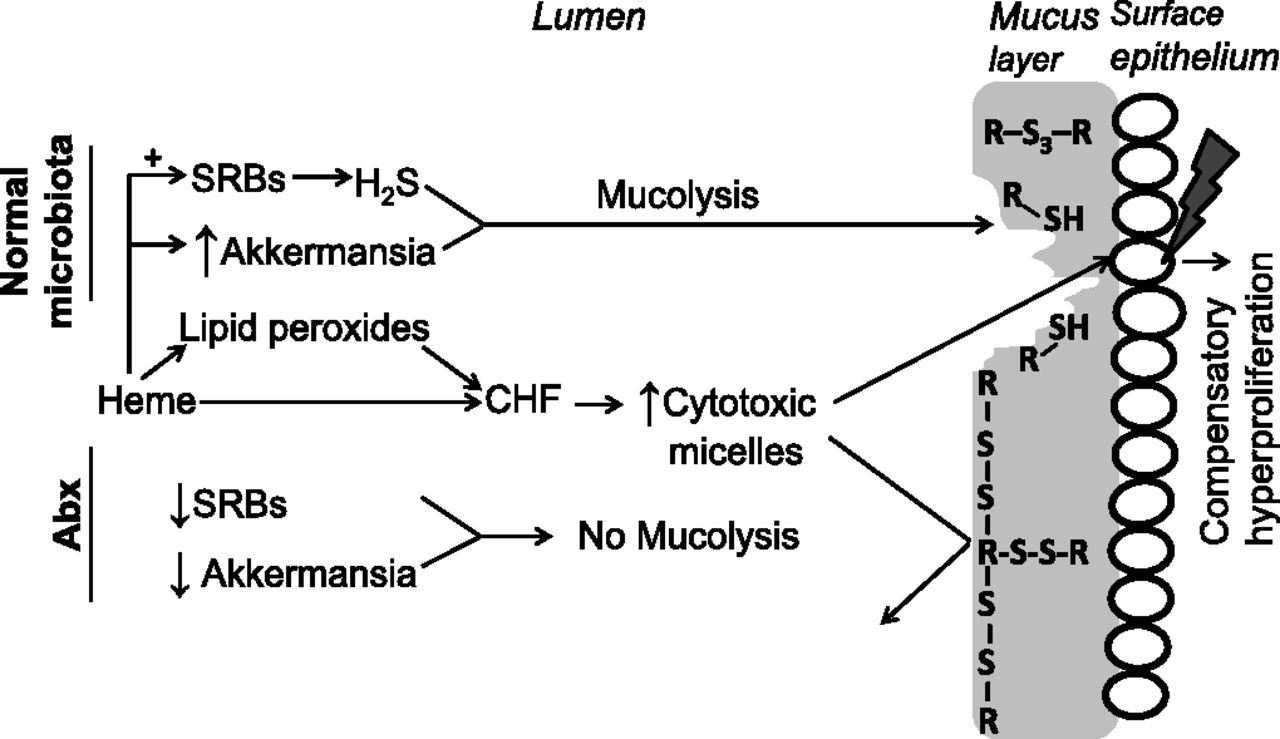 Lumen
Mucus
layer
Surface
epithelium
Normal
microbiota
+
SRBs
H2S
↑Akkermansia
Mucolysis
R–S3–R
R
SH
Lipid peroxides
Heme
CHF
↑Cytotoxic
micelles
SH
R
R
S
S
R-S-S-R
S
S
R
Abx
↓SRBs
↓Akkermansia
No Mucolysis
Compensatory
hyperproliferation